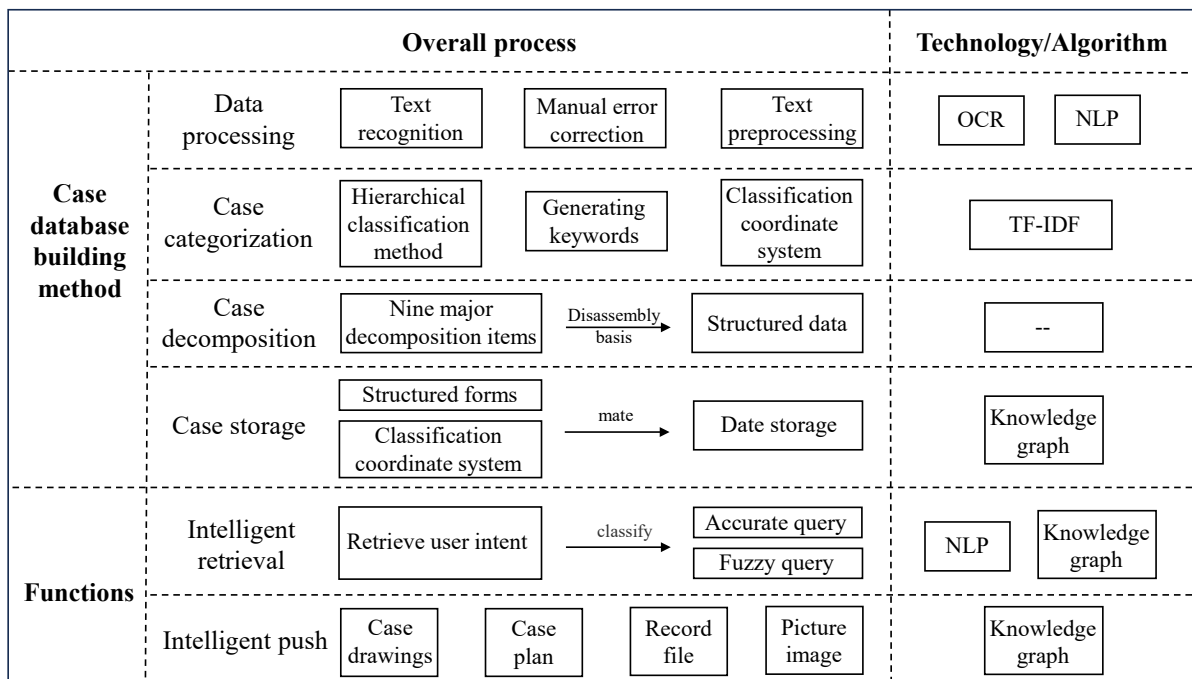 Overall process
Technology/Algorithm
Case
database
building
method
Data
processing
Text
recognition
Manual error
correction
Text
preprocessing
OCR
NLP
Case
categorization
Hierarchical
classification
method
Generating
keywords
Classification
coordinate
system
TF-IDF
Case
decomposition
Nine major
decomposition items
Disassembly
basis
Structured data
--
Case storage
Structured forms
Classification
coordinate system
mate
Date storage
Knowledge
graph
Functions
Intelligent
retrieval
Retrieve user intent
classify
Accurate query
Fuzzy query
NLP
Knowledge
graph
Intelligent push
Case
drawings
Case
plan
Record
file
Picture
image
Knowledge
graph